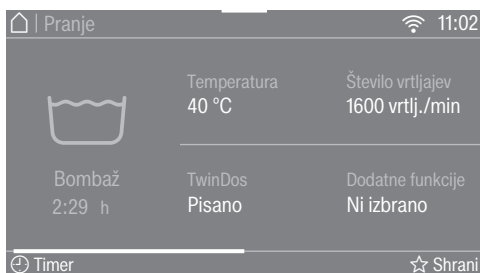 | Pranje 11:02
Temperatura Število vrtljajev
40 °C 1600 vrtlj./min
Bombaž TwinDos Dodatne funkcije
2:29 h Pisano Ni izbrano
Timer Shrani